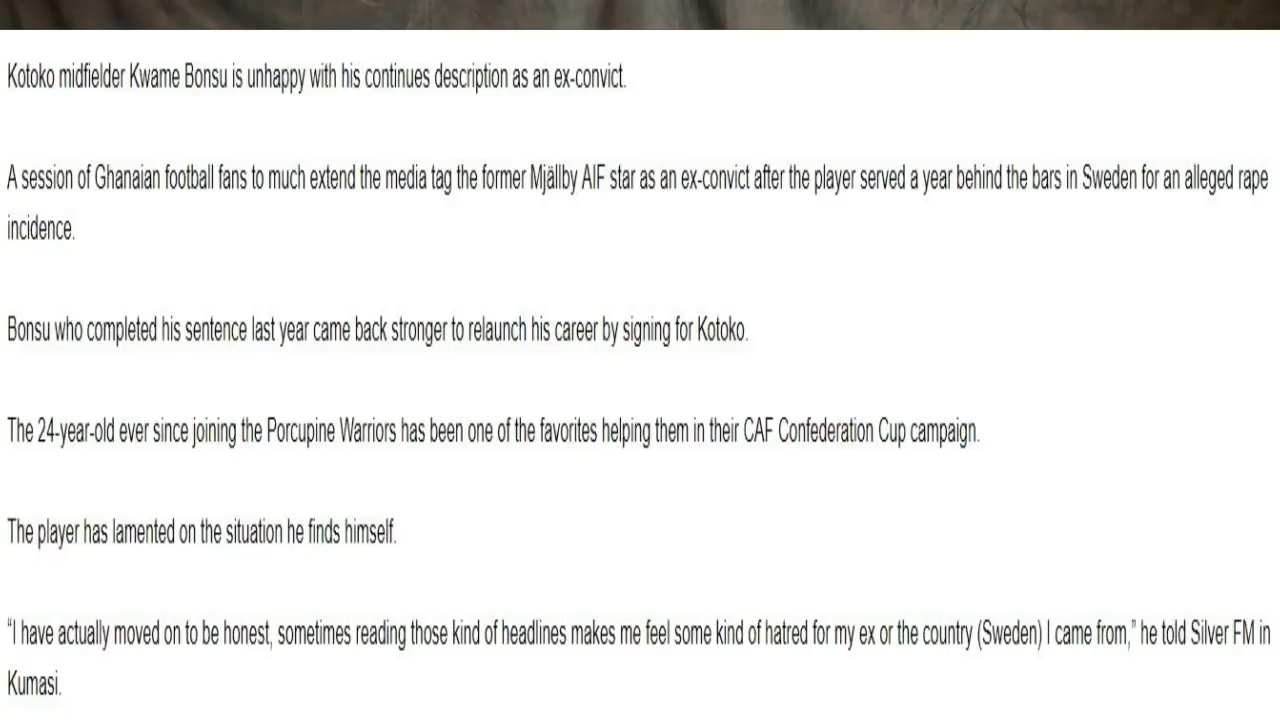 Kotoko midfielder Kwame Bonsu is unhappy with his continues description as an ex-convict.
A session of Ghanaian football fans to much extend the media tag the former Mjällby AIF star as an ex-convict after the player served a year behind the bars in Sweden for an alleged rape
incidence.
Bonsu who completed his sentence last year came back stronger to relaunch his career by signing for Kotoko.
The 24-year-old ever since joining the Porcupine Warriors has been one of the favorites helping them in their CAF Confederation Cup campaign.
The player has lamented on the situation he finds himself.
“I have actually moved on to be honest, sometimes reading those kind of headlines makes me feel some kind of hatred for my ex or the country (Sweden) I came from,” he told Silver FM in
Kumasi.